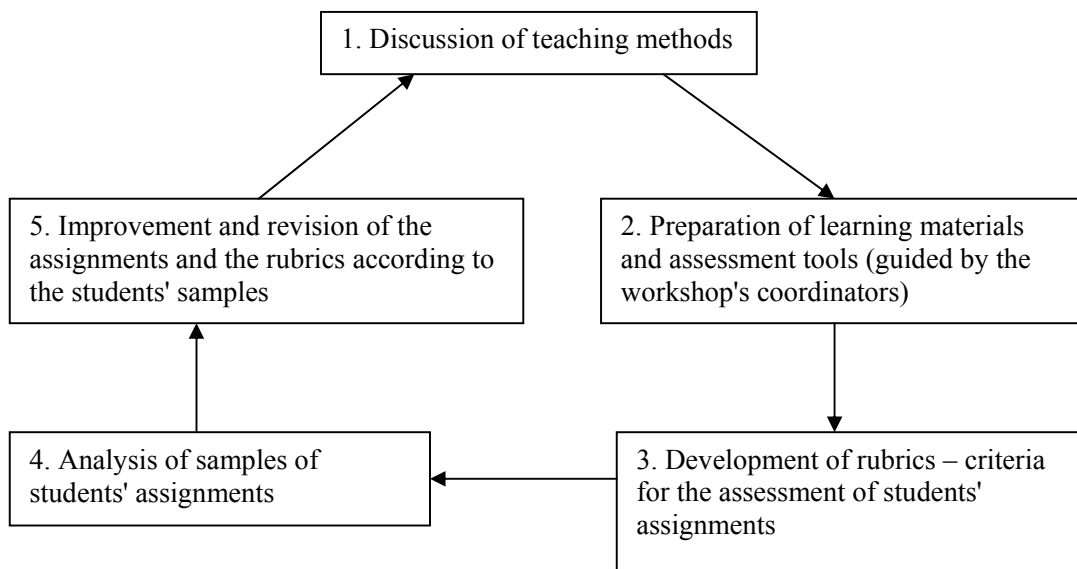 1. Discussion of teaching methods
5. Improvement and revision of the
assignments and the rubrics according to
the students' samples
2. Preparation of learning materials
and assessment tools (guided by the
workshop's coordinators)
4. Analysis of samples of
students' assignments
3. Development of rubrics – criteria
for the assessment of students'
assignments